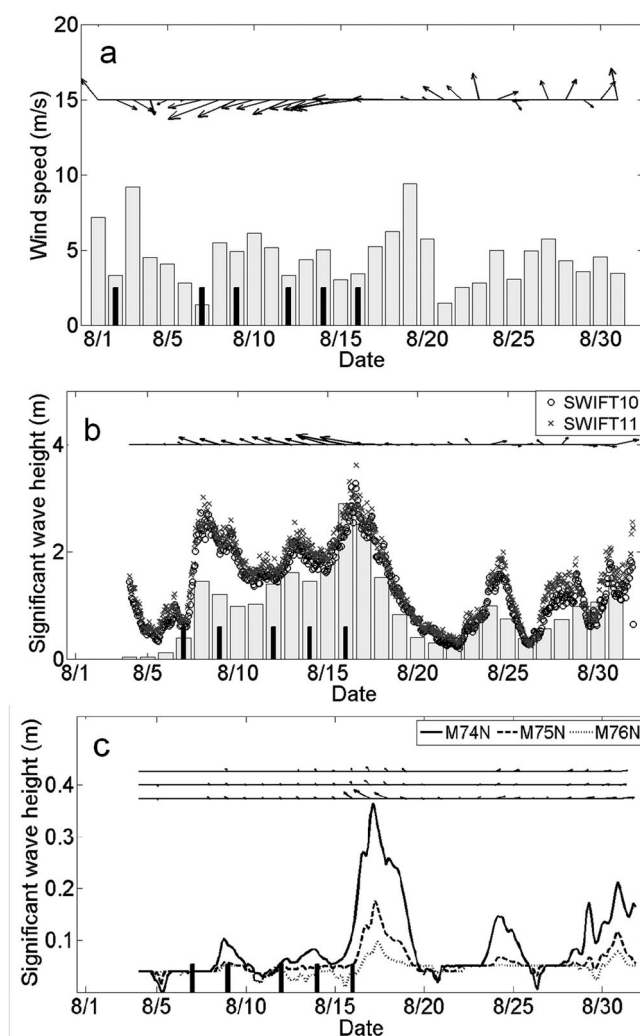 a
Wind speed (m/s)
20
15
10
5
0
8/1 8/5 8/10 8/15 8/20 8/25 8/30
Date
b
SWIFT10
SWIFT11
Significant wave height (m)
4
2
0
8/1 8/5 8/10 8/15 8/20 8/25 8/30
Date
c
M74N M75N M76N
Significant wave height (m)
0.4
0.3
0.2
0.1
8/1 8/5 8/10 8/15 8/20 8/25 8/30
Date